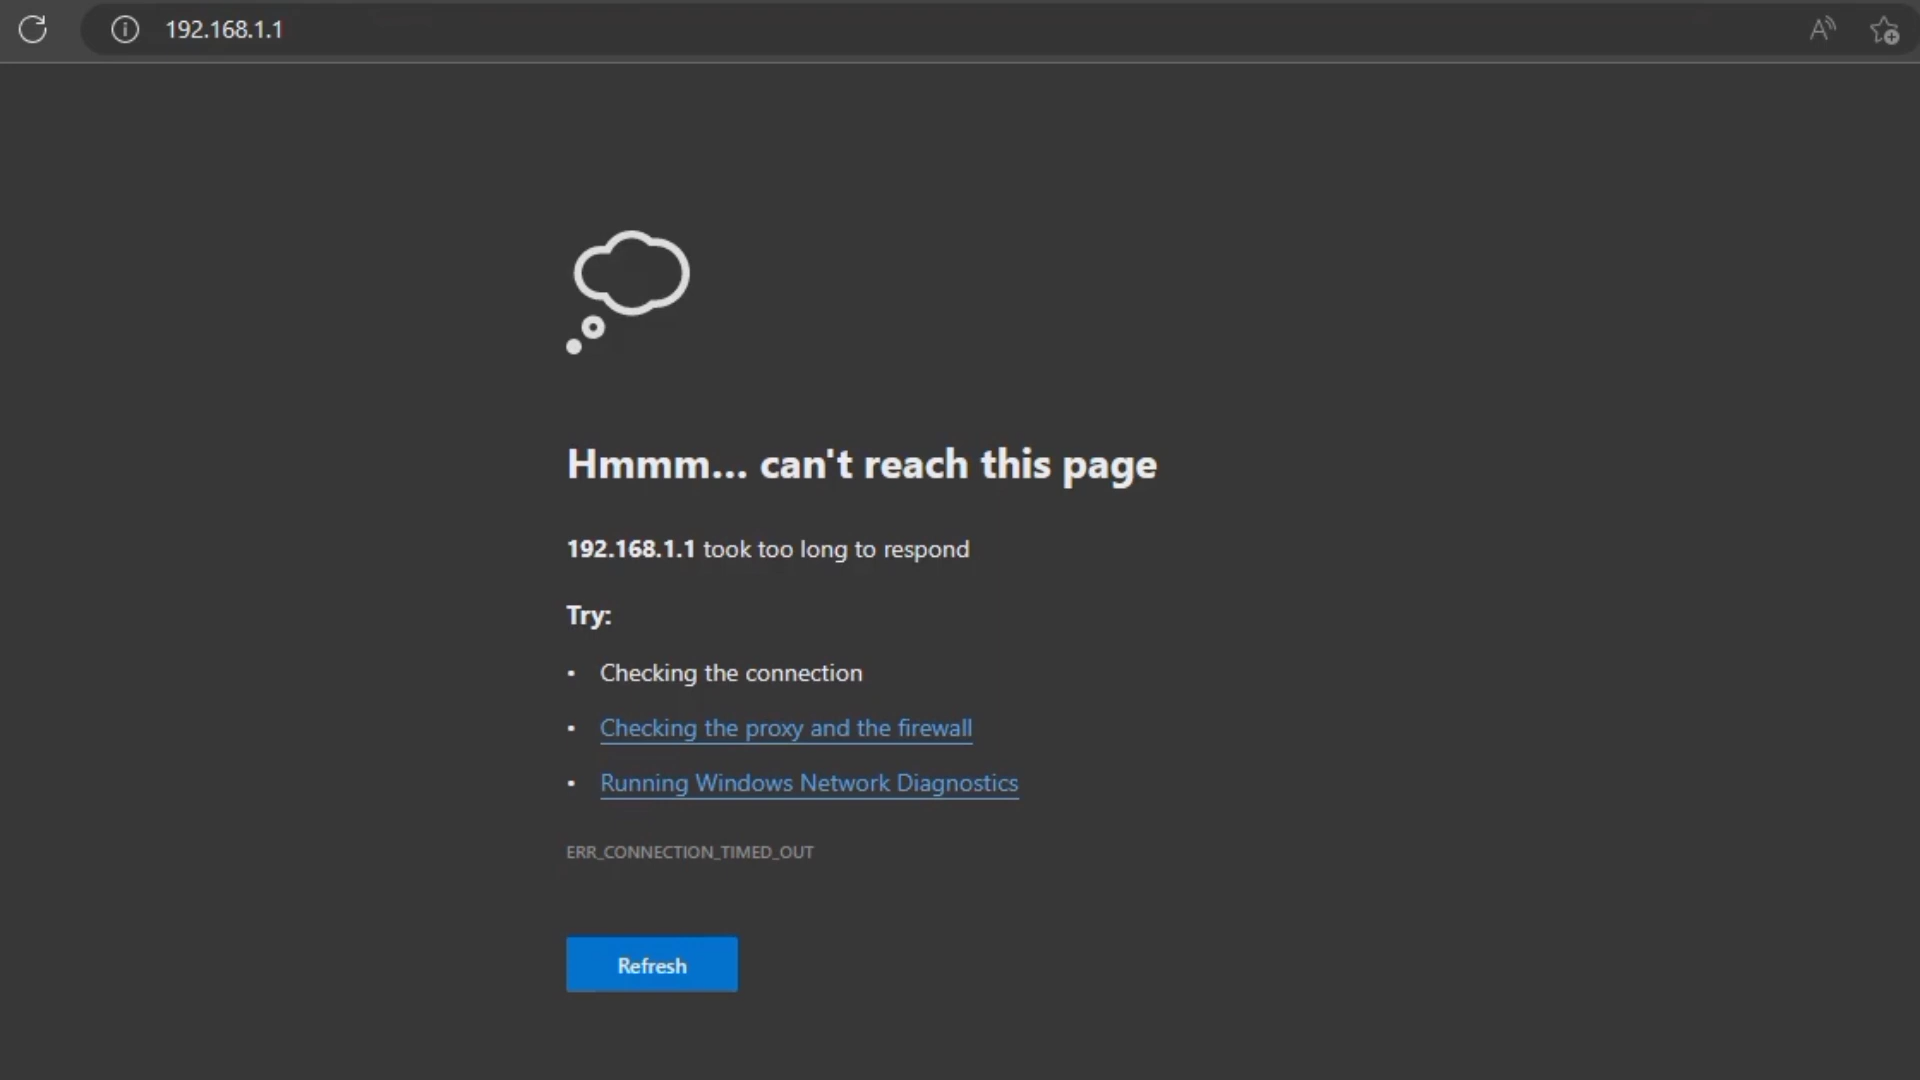 192.168.1.1
Hmmm... can't reach this page
192.168.1.1 took too long to respond
Try:
• Checking the connection
• Checking the proxy and the firewall
• Running Windows Network Diagnostics
ERR_CONNECTION_TIMED_OUT
Refresh